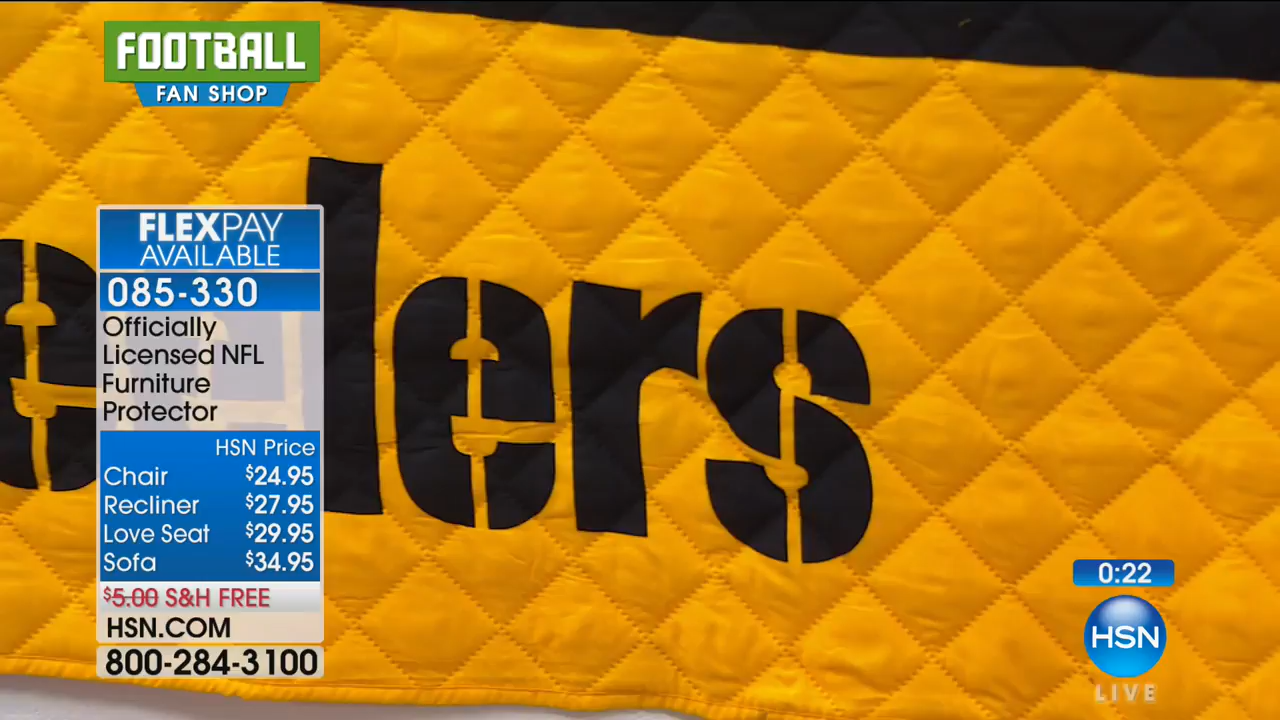 FOOTBALL
FAN SHOP
FLEXPAY
AVAILABLE
085-330
Officially
Licensed NFL
Furniture
Protector
HSN Price
Chair $24.95
Recliner $27.95
Love Seat $29.95
Sofa $34.95
$5.00 S&H FREE
HSN.COM
800-284-3100
eelers
0:22
HSN
LIVE